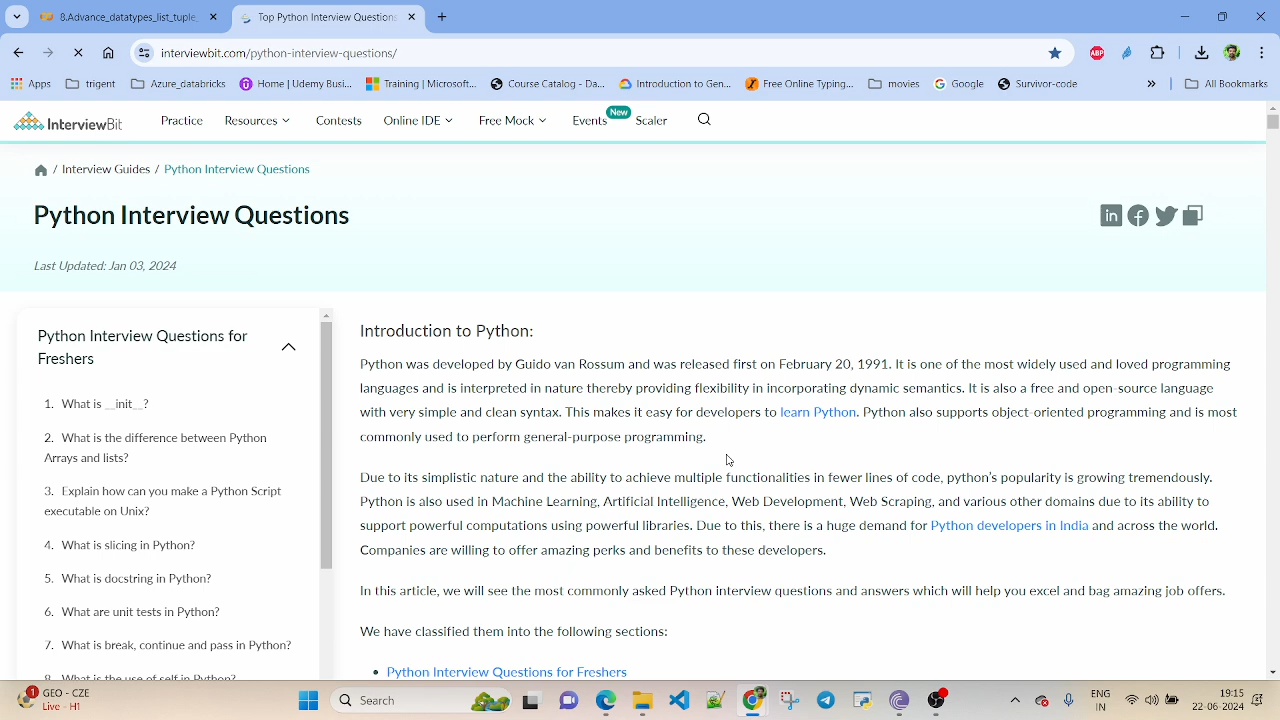 8.Advance_datatypes_list_tuple_
Top Python Interview Questions
interviewbit.com/python-interview-questions/
ABP
Apps
trigent
Azure_databricks
Home | Udemy Busi...
Training | Microsoft...
Course Catalog - Da...
Introduction to Gen...
Free Online Typing...
movies
Google
Survivor-code
»
All Bookmarks
InterviewBit
Practice
Resources
Contests
Online IDE
Free Mock
Events
New
Scaler
/ Interview Guides / Python Interview Questions
Python Interview Questions
in
Last Updated: Jan 03, 2024
Python Interview Questions for
Freshers
1. What is __init__?
2. What is the difference between Python
Arrays and lists?
3. Explain how can you make a Python Script
executable on Unix?
4. What is slicing in Python?
5. What is docstring in Python?
6. What are unit tests in Python?
7. What is break, continue and pass in Python?
8. What is the use of self in Python?
Introduction to Python:
Python was developed by Guido van Rossum and was released first on February 20, 1991. It is one of the most widely used and loved programming
languages and is interpreted in nature thereby providing flexibility in incorporating dynamic semantics. It is also a free and open-source language
with very simple and clean syntax. This makes it easy for developers to learn Python. Python also supports object-oriented programming and is most
commonly used to perform general-purpose programming.
Due to its simplistic nature and the ability to achieve multiple functionalities in fewer lines of code, python's popularity is growing tremendously.
Python is also used in Machine Learning, Artificial Intelligence, Web Development, Web Scraping, and various other domains due to its ability to
support powerful computations using powerful libraries. Due to this, there is a huge demand for Python developers in India and across the world.
Companies are willing to offer amazing perks and benefits to these developers.
In this article, we will see the most commonly asked Python interview questions and answers which will help you excel and bag amazing job offers.
We have classified them into the following sections:
• Python Interview Questions for Freshers
1
GEO - CZE
Live - H1
Search
ENG
IN
19:15
22-06-2024